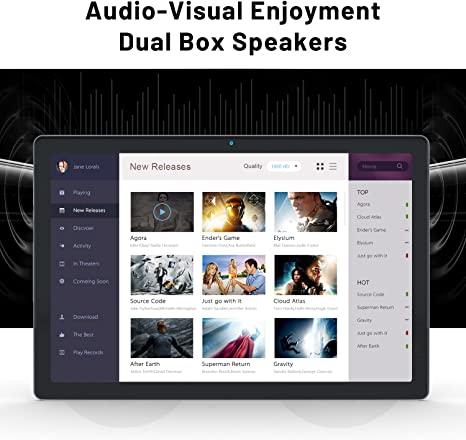 Audio-Visual Enjoyment
Dual Box Speakers
Jane Lorals
Playing
New Releases
Discover
Activity
In Theaters
Coming Soon
Download
The Best
Play Records
New Releases
Quality
Agora
Ender's Game
Elysium
Source Code
Just go with it
Cloud Atlas
After Earth
Superman Return
Gravity
Movie
TOP
Agora
Cloud Atlas
Ender's Game
Elysium
Just go with it
HOT
Source Code
Superman Return
Gravity
Just go with it
After Earth